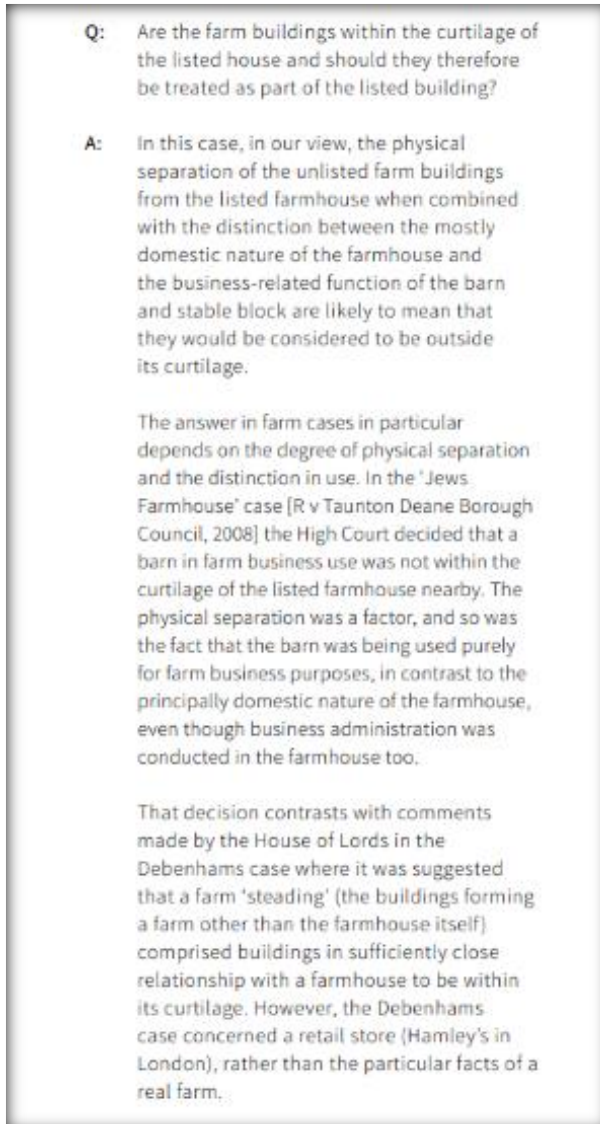 Q: Are the farm buildings within the curtilage of
the listed house and should they therefore
be treated as part of the listed building?
A: In this case, in our view, the physical
separation of the unlisted farm buildings
from the listed farmhouse when combined
with the distinction between the mostly
domestic nature of the farmhouse and
the business-related function of the barn
and stable block are likely to mean that
they would be considered to be outside
its curtilage.
The answer in farm cases in particular
depends on the degree of physical separation
and the distinction in use. In the ‘Jews
Farmhouse’ case [R v Taunton Deane Borough
Council, 2008] the High Court decided that a
barn in farm business use was not within the
curtilage of the listed farmhouse nearby. The
physical separation was a factor, and so was
the fact that the barn was being used purely
for farm business purposes, in contrast to the
principally domestic nature of the farmhouse,
even though business administration was
conducted in the farmhouse too.
That decision contrasts with comments
made by the House of Lords in the
Debenhams case where it was suggested
that a farm ‘steading’ (the buildings forming
a farm other than the farmhouse itself)
comprised buildings in sufficiently close
relationship with a farmhouse to be within
its curtilage. However, the Debenhams
case concerned a retail store (Hamley’s in
London), rather than the particular facts of a
real farm.